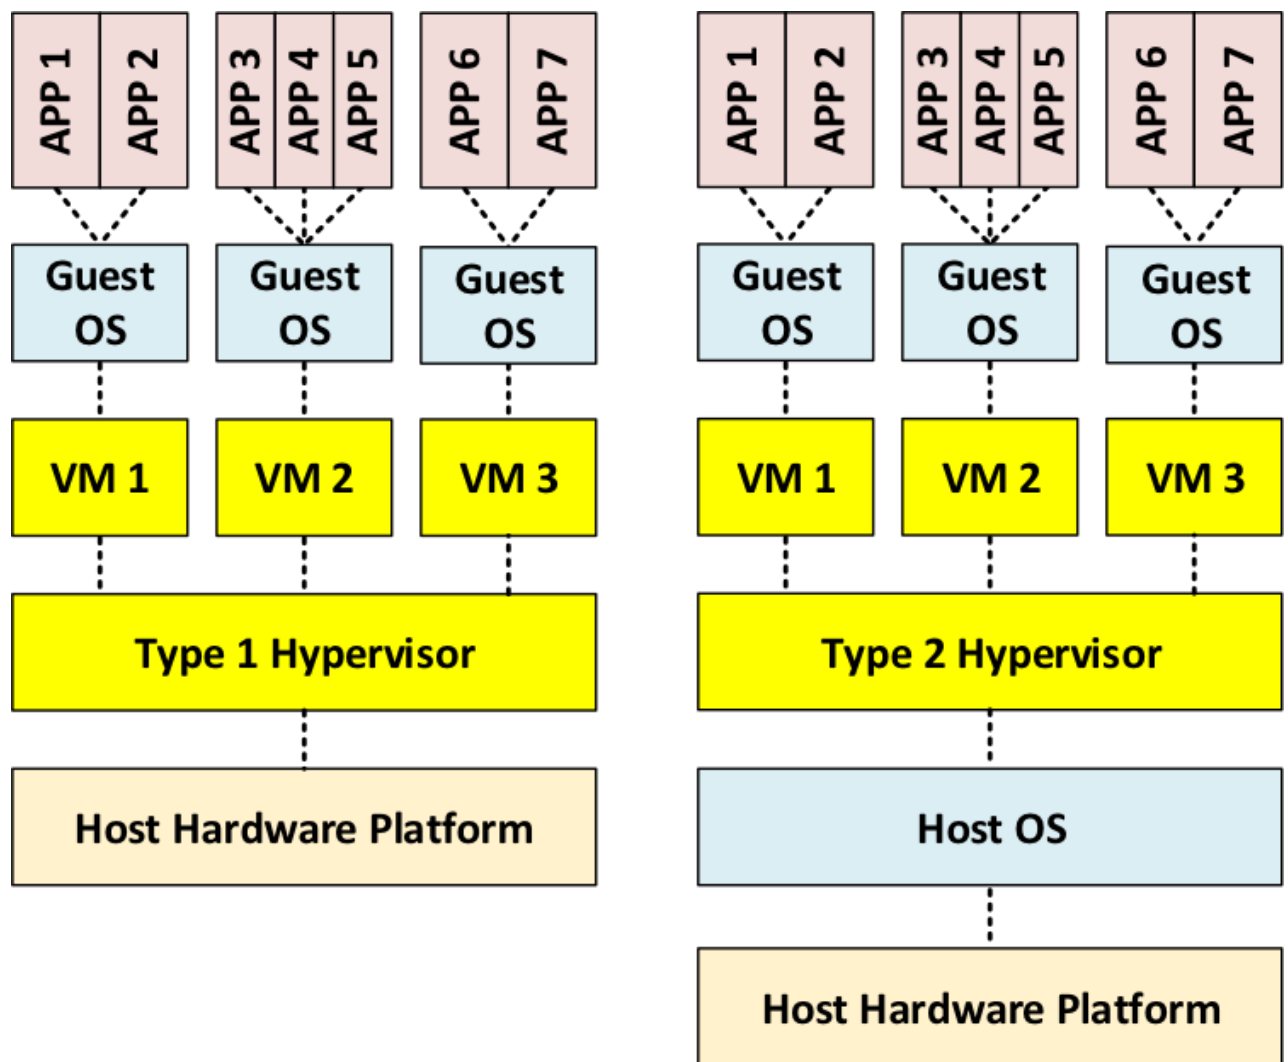 APP 1
APP 2
APP 3
APP 4
APP 5
APP 6
APP 7
Guest
OS
Guest
OS
Guest
OS
VM 1
VM 2
VM 3
Type 1 Hypervisor
Host Hardware Platform
APP 1
APP 2
APP 3
APP 4
APP 5
APP 6
APP 7
Guest
OS
Guest
OS
Guest
OS
VM 1
VM 2
VM 3
Type 2 Hypervisor
Host OS
Host Hardware Platform